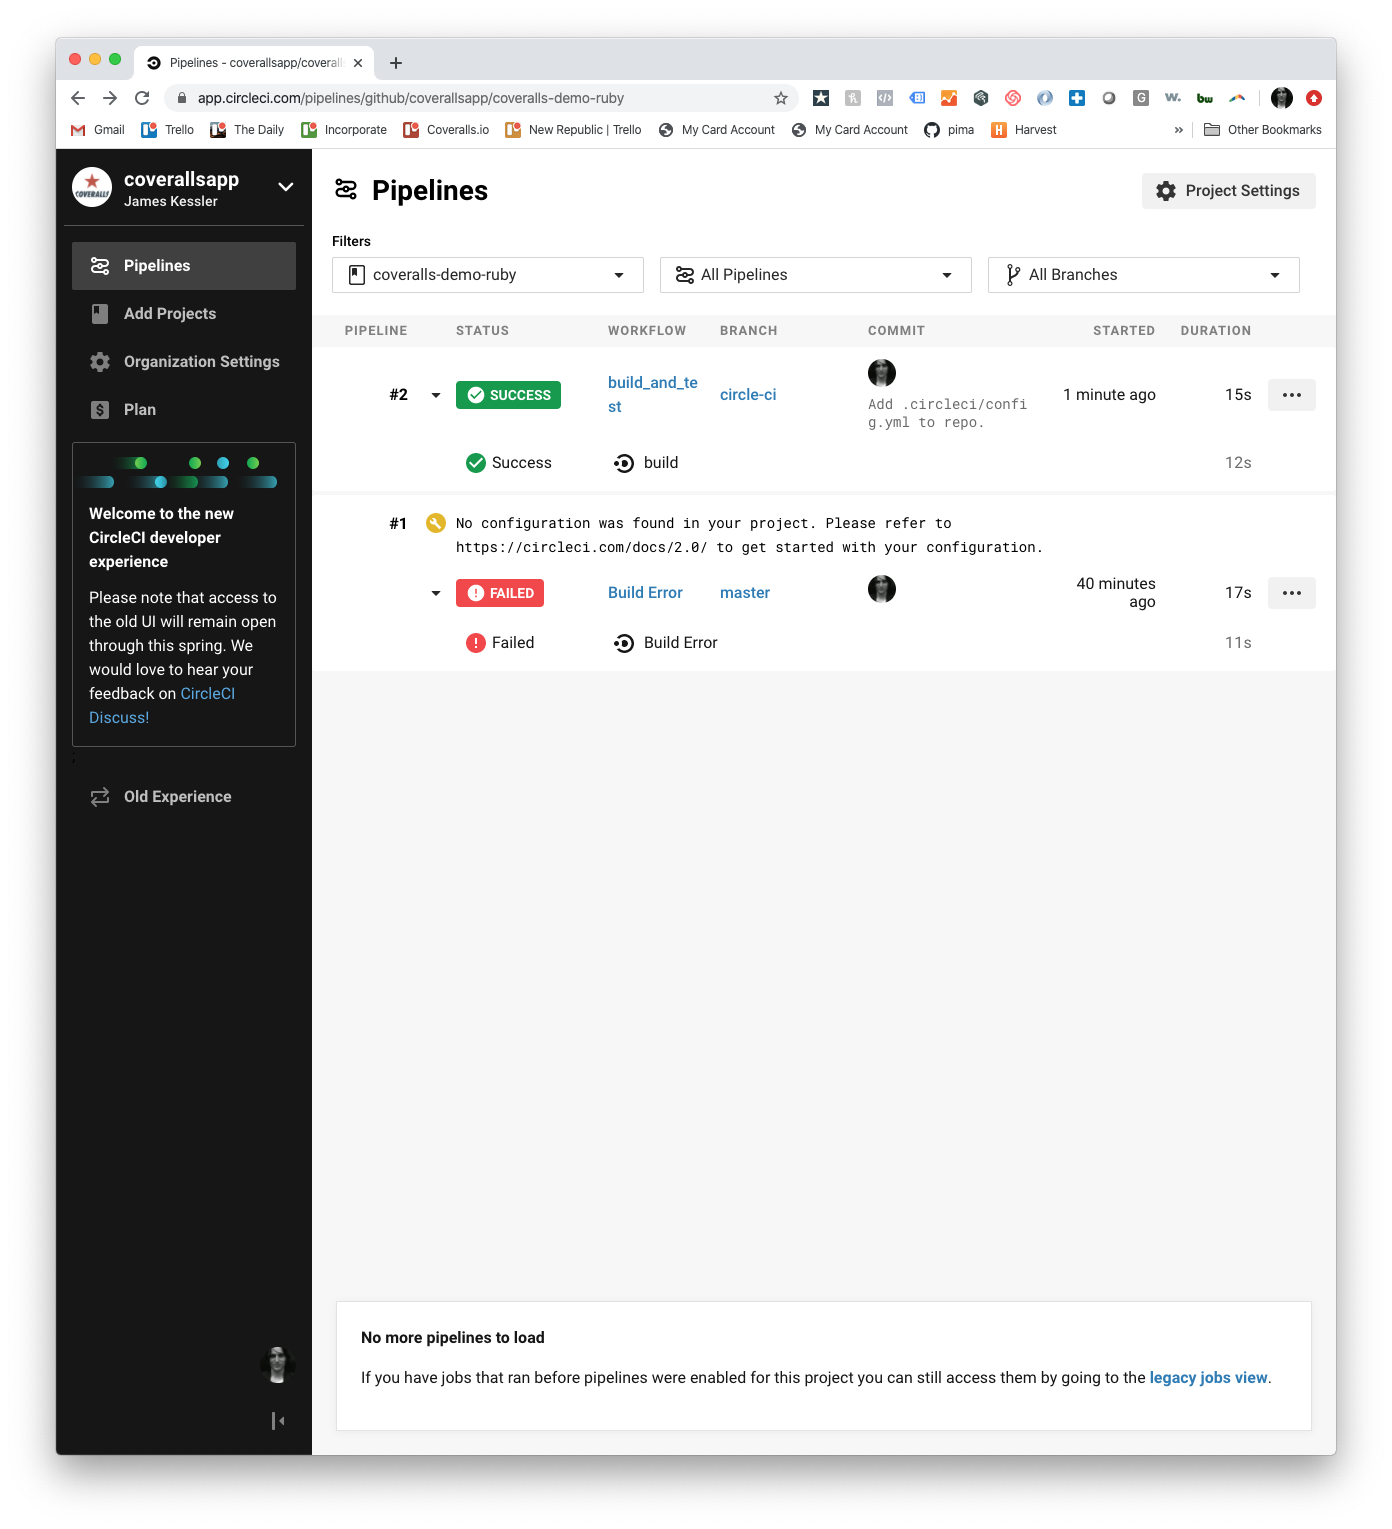 Pipelines - coverallsapp/coverall
app.circleci.com/pipelines/github/coverallsapp/coveralls-demo-ruby
Gmail Trello The Daily Incorporate Coveralls.io New Republic | Trello My Card Account My Card Account pima Harvest » Other Bookmarks
coverallsapp
James Kessler
Pipelines
Add Projects
Organization Settings
Plan
Welcome to the new
CircleCI developer
experience
Please note that access to
the old UI will remain open
through this spring. We
would love to hear your
feedback on CircleCI
Discuss!
Old Experience
Pipelines
Project Settings
Filters
coveralls-demo-ruby All Pipelines All Branches
PIPELINE STATUS WORKFLOW BRANCH COMMIT STARTED DURATION
#2 SUCCESS build_and_te
st circle-ci Add .circleci/confi
g.yml to repo. 1 minute ago 15s
Success build 12s
#1 No configuration was found in your project. Please refer to
https://circleci.com/docs/2.0/ to get started with your configuration.
FAILED Build Error master 40 minutes
ago 17s
Failed Build Error 11s
No more pipelines to load
If you have jobs that ran before pipelines were enabled for this project you can still access them by going to the legacy jobs view.